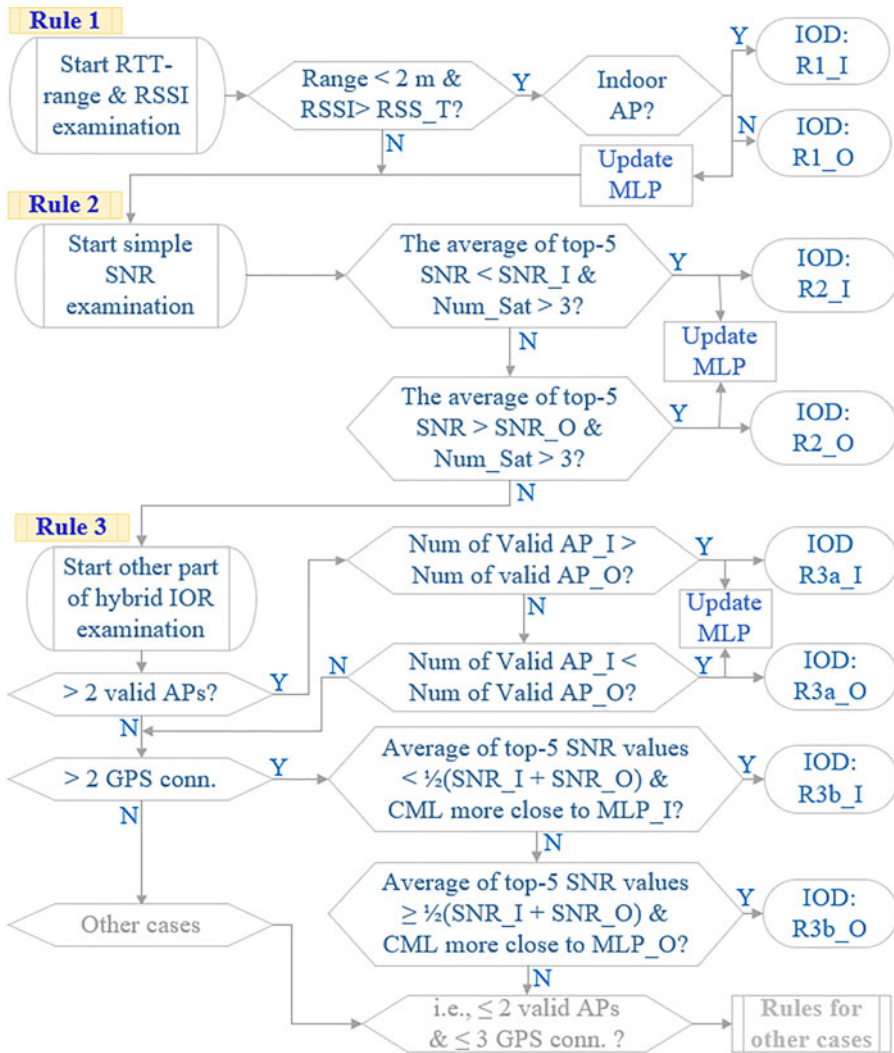 Rule 1
Start RTT-
range & RSSI
examination
Range < 2 m &
RSSI> RSS_T?
Y
N
Indoor
AP?
Y
IOD:
R1_I
N
IOD:
R1_O
Update
MLP
Rule 2
Start simple
SNR
examination
The average of top-5
SNR < SNR_I &
Num_Sat > 3?
Y
IOD:
R2_I
N
Update
MLP
The average of top-5
SNR > SNR_O &
Num_Sat > 3?
Y
IOD:
R2_O
N
Rule 3
Start other part
of hybrid IOR
examination
Num of Valid AP_I >
Num of valid AP_O?
Y
IOD
R3a_I
N
Update
MLP
> 2 valid APs?
Y
N
Num of Valid AP_I <
Num of Valid AP_O?
Y
IOD:
R3a_O
N
> 2 GPS conn.
Y
Average of top-5 SNR values
< ½(SNR_I + SNR_O) &
CML more close to MLP_I?
Y
IOD:
R3b_I
N
N
Other cases
Average of top-5 SNR values
≥ ½(SNR_I + SNR_O) &
CML more close to MLP_O?
Y
IOD:
R3b_O
N
i.e., ≤ 2 valid APs
& ≤ 3 GPS conn. ?
Rules for
other cases